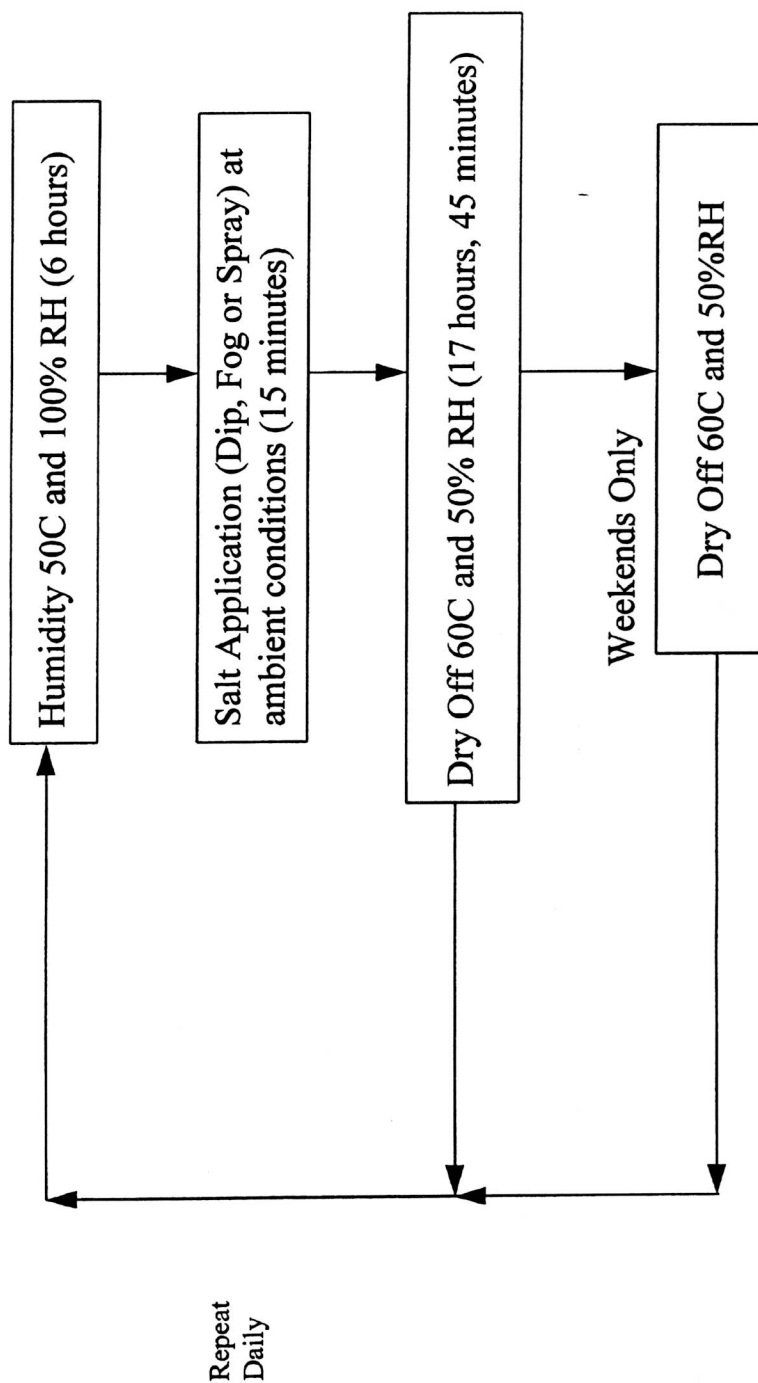 Humidity 50C and 100% RH (6 hours)
Salt Application (Dip, Fog or Spray) at
ambient conditions (15 minutes)
Dry Off 60C and 50% RH (17 hours, 45 minutes)
Weekends Only
Dry Off 60C and 50%RH
Repeat
Daily